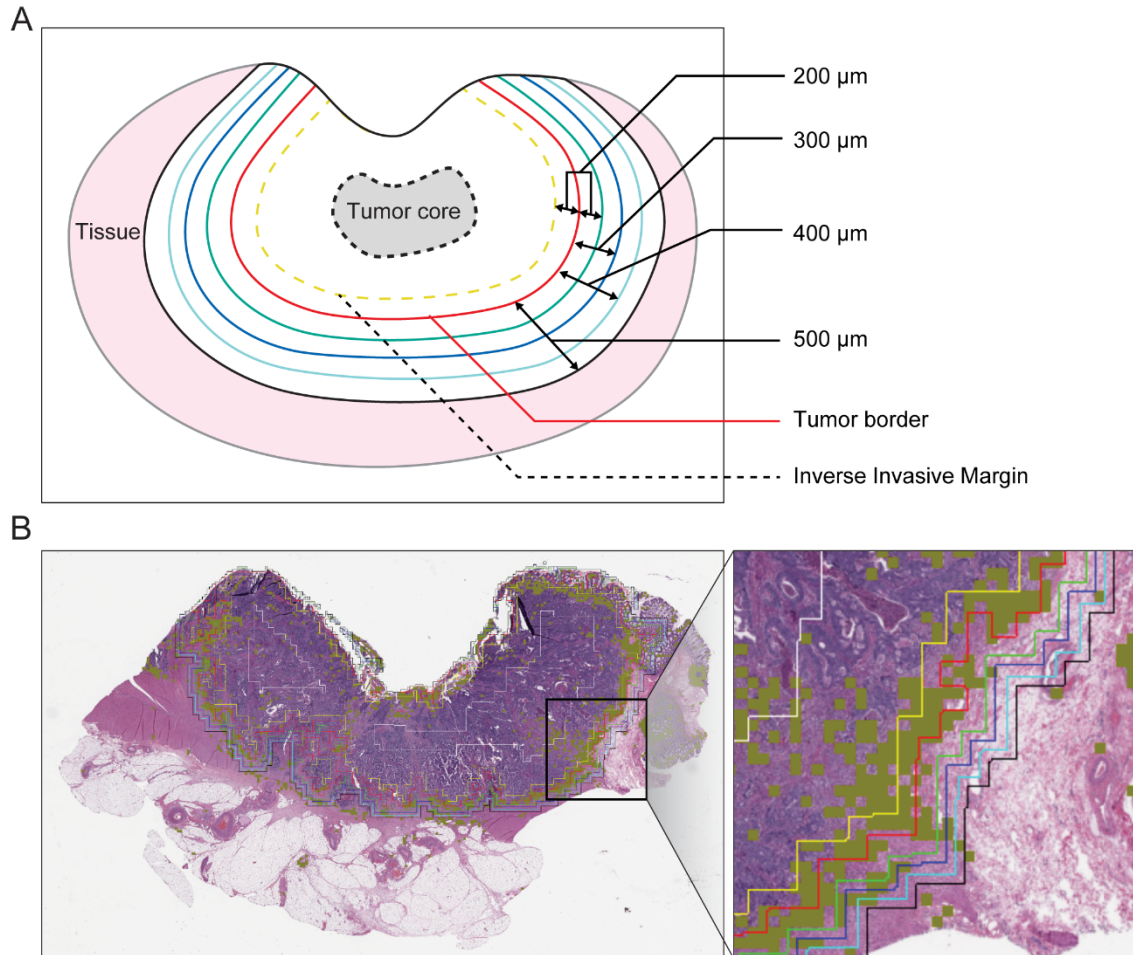 A
200 µm
300 µm
400 µm
500 µm
Tissue
Tumor core
Tumor border
Inverse Invasive Margin
B